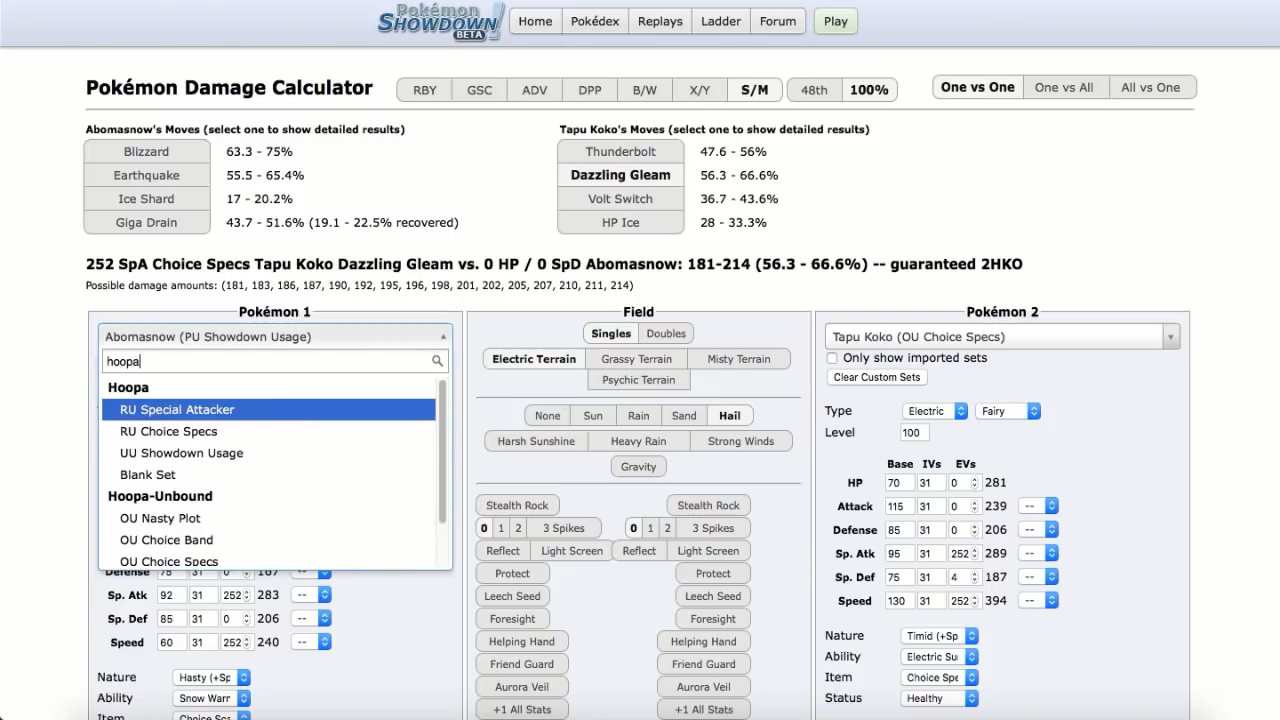 Pokémon SHOWDOWN! BETA
Home Pokédex Replays Ladder Forum Play
Pokémon Damage Calculator RBY GSC ADV DPP B/W X/Y S/M 48th 100% One vs One One vs All All vs One
Abomasnow's Moves (select one to show detailed results)
Blizzard 63.3 - 75%
Earthquake 55.5 - 65.4%
Ice Shard 17 - 20.2%
Giga Drain 43.7 - 51.6% (19.1 - 22.5% recovered)
Tapu Koko's Moves (select one to show detailed results)
Thunderbolt 47.6 - 56%
Dazzling Gleam 56.3 - 66.6%
Volt Switch 36.7 - 43.6%
HP Ice 28 - 33.3%
252 SpA Choice Specs Tapu Koko Dazzling Gleam vs. 0 HP / 0 SpD Abomasnow: 181-214 (56.3 - 66.6%) -- guaranteed 2HKO
Possible damage amounts: (181, 183, 186, 187, 190, 192, 195, 196, 198, 201, 202, 205, 207, 210, 211, 214)
Pokémon 1
Abomasnow (PU Showdown Usage)
hoopa
Hoopa
RU Special Attacker
RU Choice Specs
UU Showdown Usage
Blank Set
Hoopa-Unbound
OU Nasty Plot
OU Choice Band
OU Choice Specs
Defense 75 31 0 167 --
Sp. Atk 92 31 252 283 --
Sp. Def 85 31 0 206 --
Speed 60 31 252 240 --
Nature Hasty (+Sp
Ability Snow Warn
Item
Field
Singles Doubles
Electric Terrain Grassy Terrain Misty Terrain
Psychic Terrain
None Sun Rain Sand Hail
Harsh Sunshine Heavy Rain Strong Winds
Gravity
Stealth Rock Stealth Rock
0 1 2 3 Spikes 0 1 2 3 Spikes
Reflect Light Screen Reflect Light Screen
Protect Protect
Leech Seed Leech Seed
Foresight Foresight
Helping Hand Helping Hand
Friend Guard Friend Guard
Aurora Veil Aurora Veil
+1 All Stats +1 All Stats
Pokémon 2
Tapu Koko (OU Choice Specs)
Only show imported sets
Clear Custom Sets
Type Electric Fairy
Level 100
Base IVs EVs
HP 70 31 0 281
Attack 115 31 0 239 --
Defense 85 31 0 206 --
Sp. Atk 95 31 252 289 --
Sp. Def 75 31 4 187 --
Speed 130 31 252 394 --
Nature Timid (+Sp
Ability Electric Su
Item Choice Spe
Status Healthy